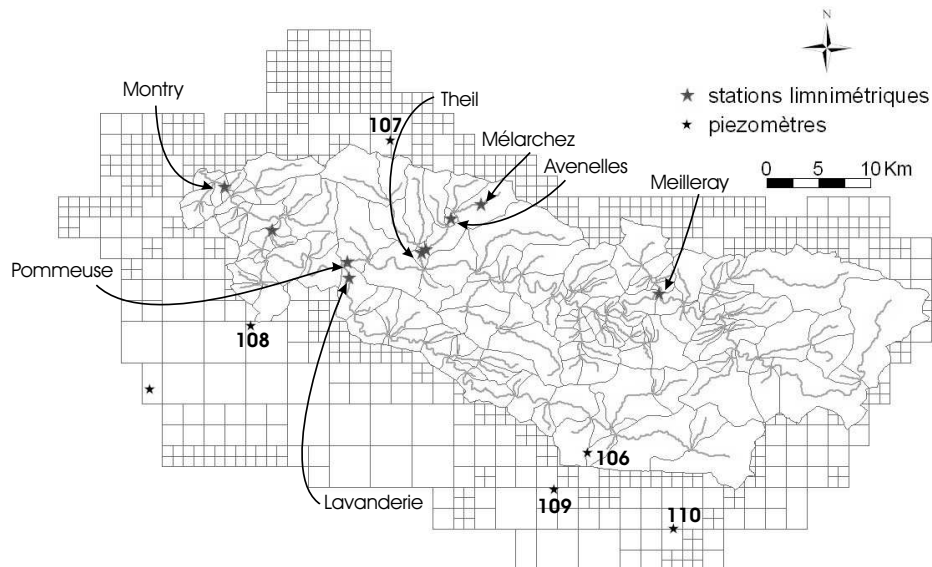 N
Montry
Theil
107
Mélarchez
Avenelles
Meilleray
stations limnimétriques
piezomètres
0 5 10 Km
Pommeuse
108
106
109
110
Lavanderie